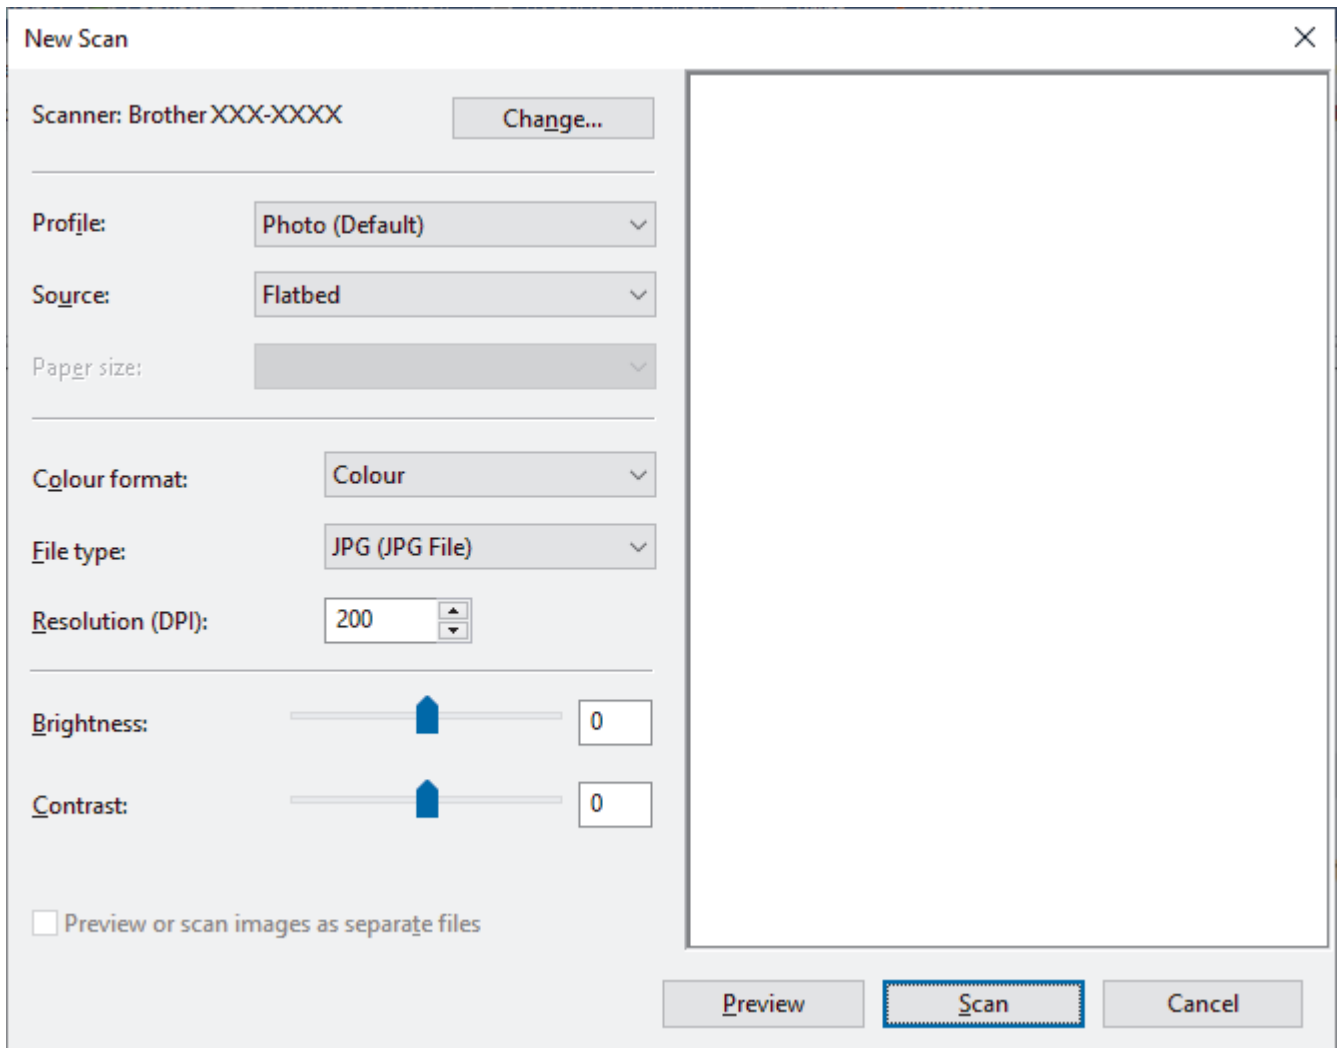 New Scan
Scanner: Brother XXX-XXXX
Change...
Profile: Photo (Default)
Source: Flatbed
Paper size:
Colour format: Colour
File type: JPG (JPG File)
Resolution (DPI): 200
Brightness: 0
Contrast: 0
Preview or scan images as separate files
Preview Scan Cancel